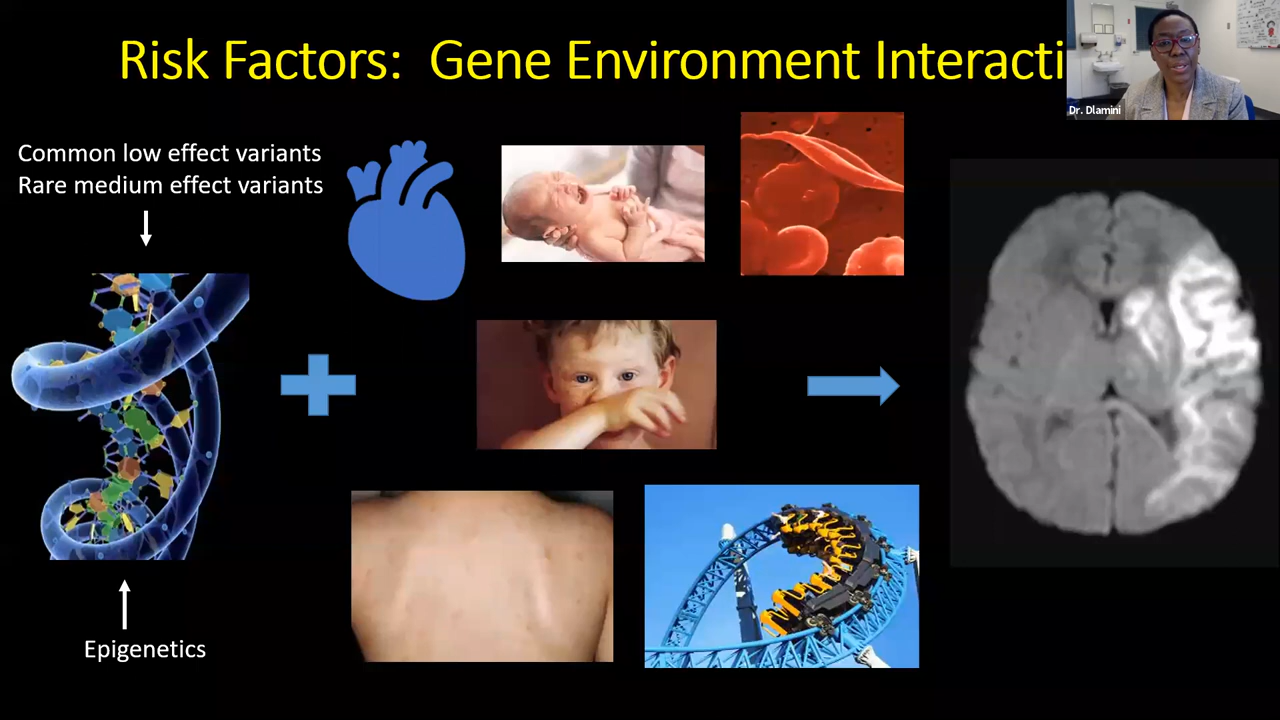 Risk Factors: Gene Environment Interacti
Dr. Dlamini
Common low effect variants
Rare medium effect variants
Epigenetics